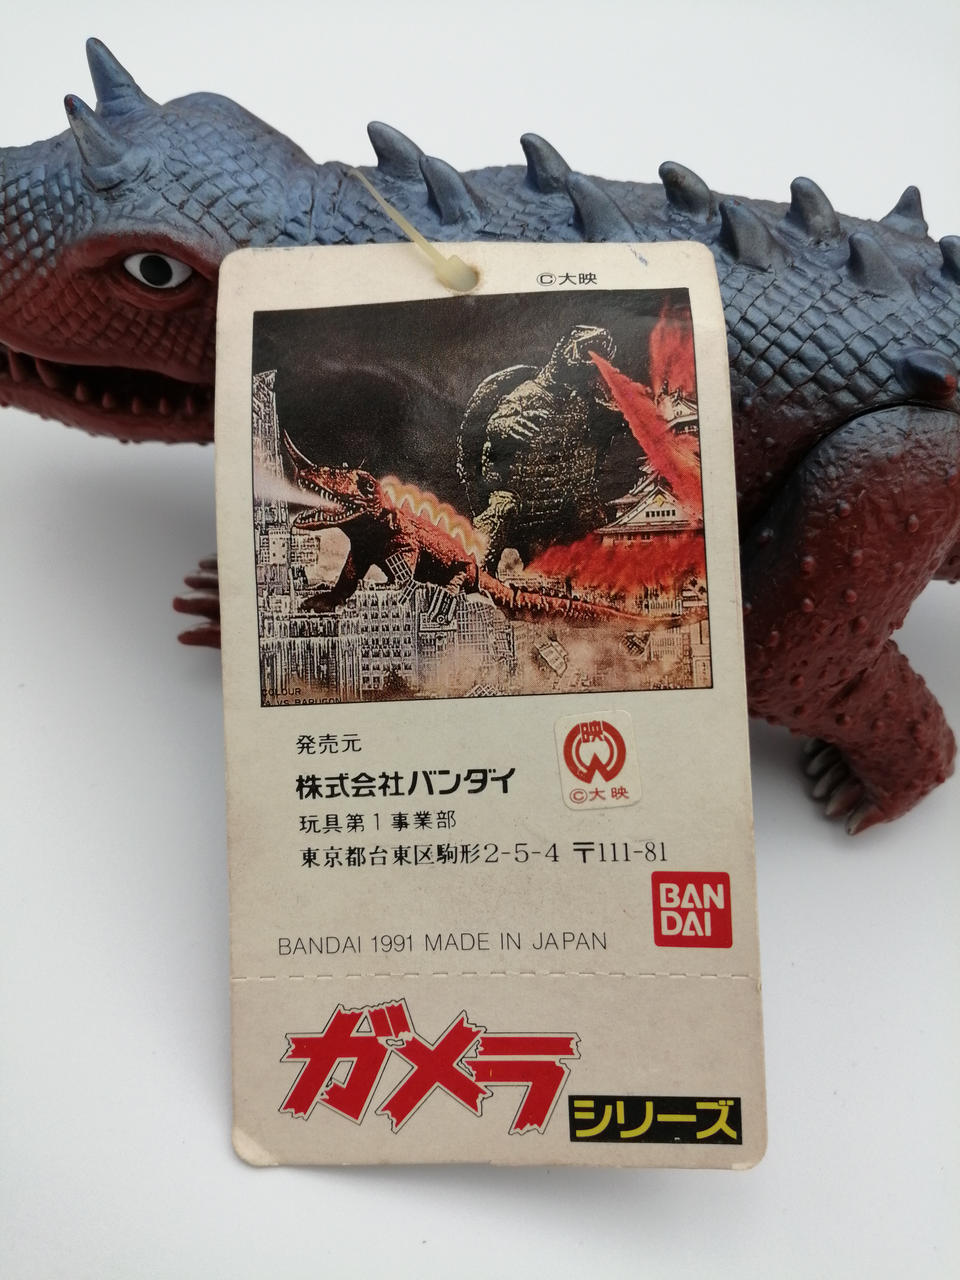 ©大映
COLOUR
A VS BARUGON
発売元
株式会社バンダイ
玩具第1事業部
東京都台東区駒形2-5-4 〒111-81
映
©大映
BAN
DAI
BANDAI 1991 MADE IN JAPAN
ガメラ
シリーズ